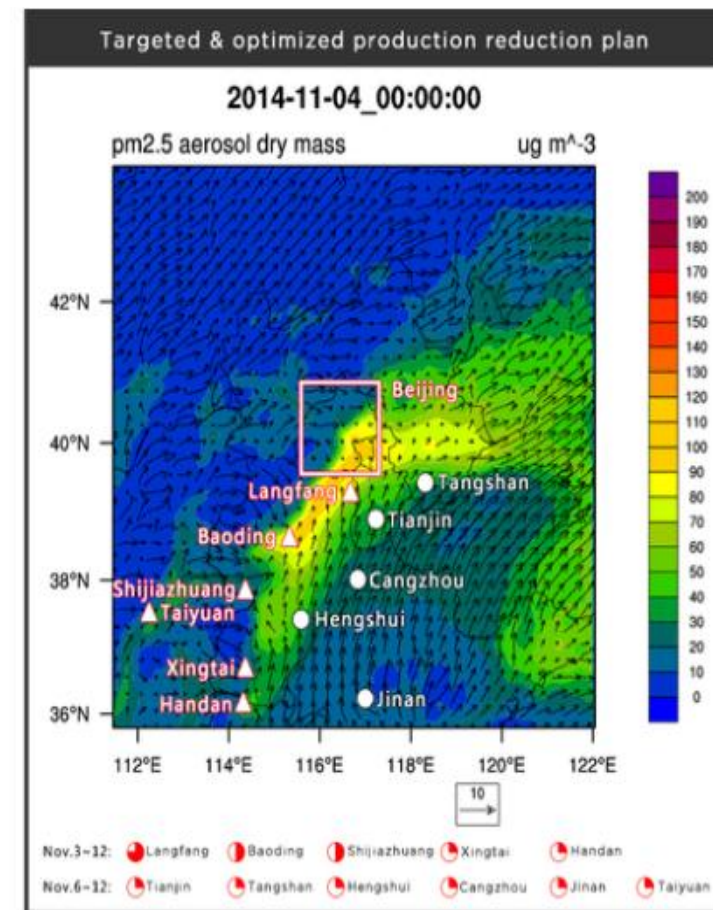 Targeted & optimized production reduction plan
2014-11-04_00:00:00
pm2.5 aerosol dry mass ug m^-3
200
190
180
170
160
150
140
130
120
110
100
90
80
70
60
50
40
30
20
10
0
42°N
40°N
38°N
36°N
Beijing
Langfang
Tangshan
Tianjin
Baoding
Cangzhou
Shijiazhuang
Taiyuan
Hengshui
Xingtai
Handan
Jinan
112°E 114°E 116°E 118°E 120°E 122°E
10
Nov.3~12: Langfang Baoding Shijiazhuang Xingtai Handan
Nov.6~12: Tianjin Tangshan Hengshui Cangzhou Jinan Taiyuan